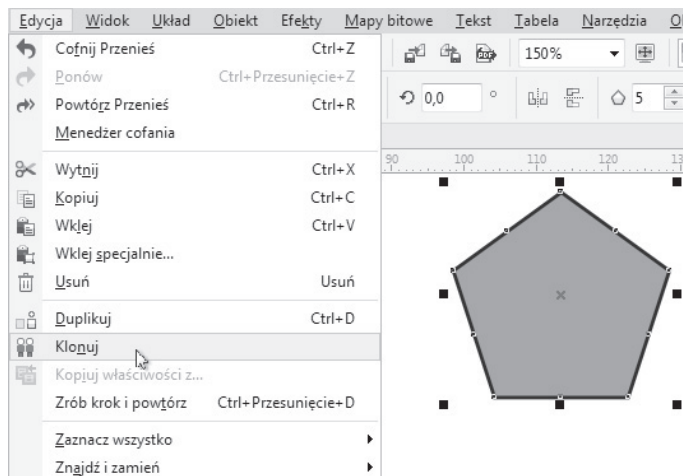 Edycja Widok Układ Obiekt Efekty Mapy bitowe Tekst Tabela Narzędzia
Cofnij Przenieś Ctrl+Z
150%
Ponów Ctrl+Przesunięcie+Z
Powtórz Przenieś Ctrl+R
0,0 ° 5
Menedżer cofania
90 100 110 120 13
Wytnij Ctrl+X
Kopiuj Ctrl+C
Wklej Ctrl+V
Wklej specjalnie...
Usuń Usuń
Duplikuj Ctrl+D
Klonuj
Kopiuj właściwości z...
Zrób krok i powtórz Ctrl+Przesunięcie+D
Zaznacz wszystko
Znajdź i zamień